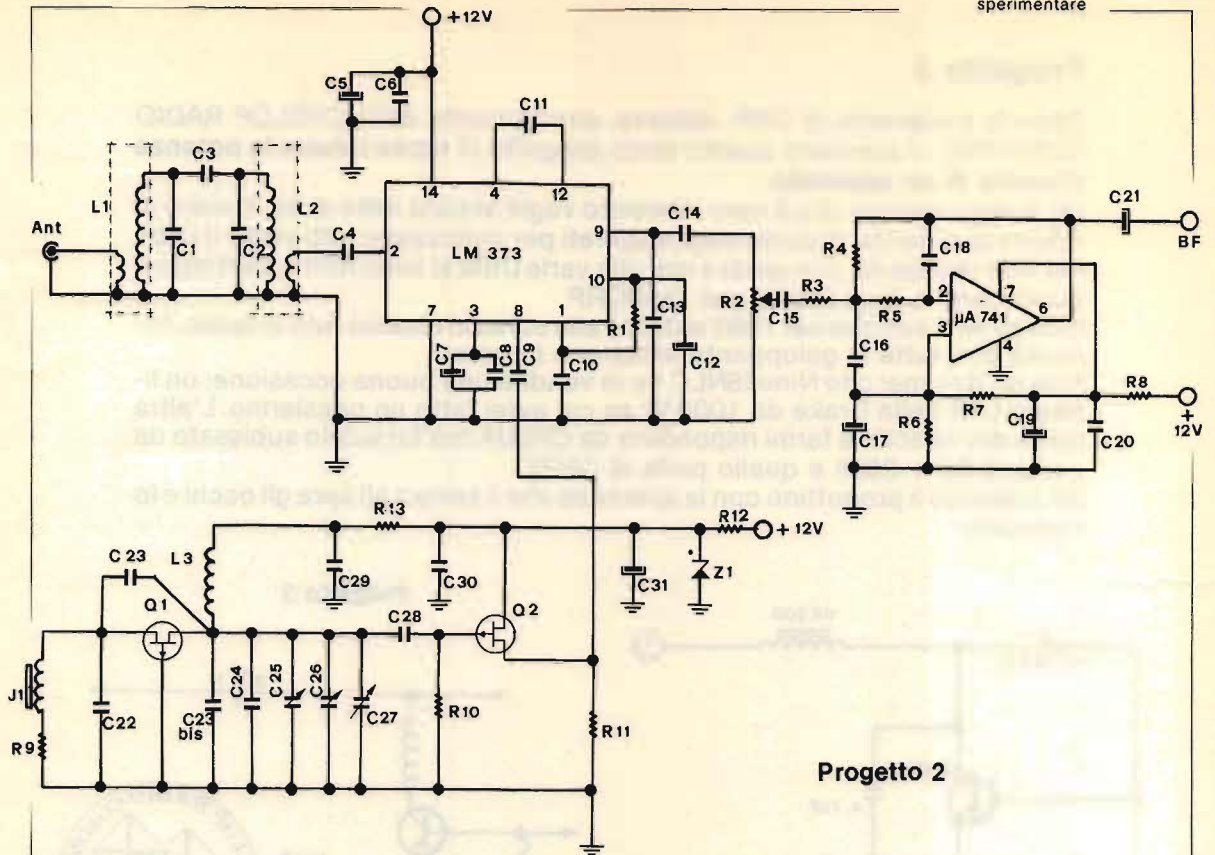 sperimentare
+12V
C5
C6
C11
14
4
12
Ant
L1
C3
C1
C2
L2
C4
2
LM 373
9
10
7
3
8
1
C14
R1
C13
C12
R2
C15
R3
R4
C18
R5
2
3
µA 741
7
6
4
C21
BF
C16
C17
R6
R7
C19
C20
R8
+
12V
C7
C8
C9
C10
L3
R13
C29
C30
C31
R12
+12V
Z1
C23
Q1
C28
Q2
J1
C22
C23
bis
C24
C25
C26
C27
R9
R10
R11
Progetto 2